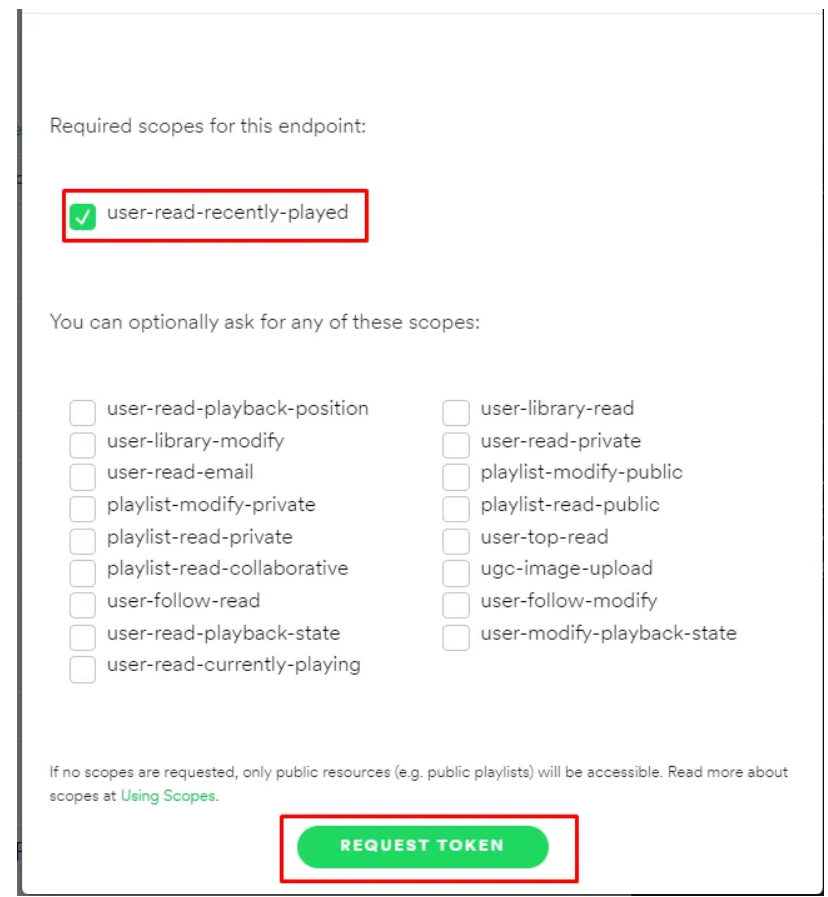 Required scopes for this endpoint:
user-read-recently-played
You can optionally ask for any of these scopes:
user-read-playback-position
user-library-read
user-library-modify
user-read-private
user-read-email
playlist-modify-public
playlist-modify-private
playlist-read-public
playlist-read-private
user-top-read
playlist-read-collaborative
ugc-image-upload
user-follow-read
user-follow-modify
user-read-playback-state
user-modify-playback-state
user-read-currently-playing
If no scopes are requested, only public resources (e.g. public playlists) will be accessible. Read more about
scopes at Using Scopes.
REQUEST TOKEN